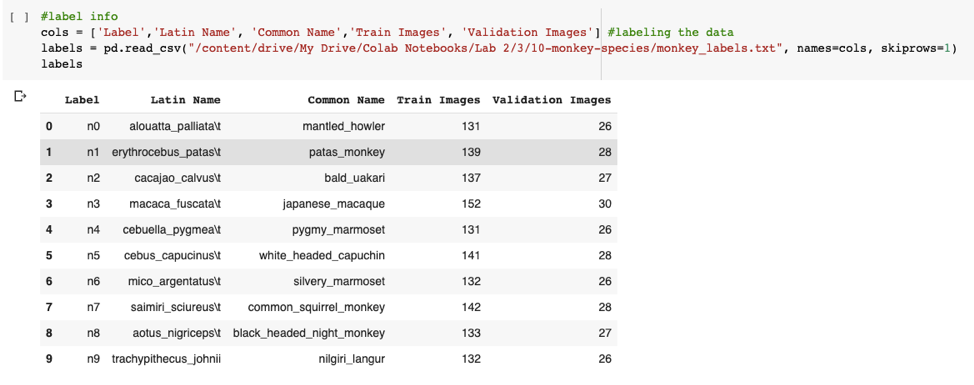 [ ] #label info
cols = ['Label','Latin Name', 'Common Name','Train Images', 'Validation Images'] #labeling the data
labels = pd.read_csv("/content/drive/My Drive/Colab Notebooks/Lab 2/3/10-monkey-species/monkey_labels.txt", names=cols, skiprows=1)
labels
Label Latin Name Common Name Train Images Validation Images
0 n0 alouatta_palliata\t mantled_howler 131 26
1 n1 erythrocebus_patas\t patas_monkey 139 28
2 n2 cacajao_calvus\t bald_uakari 137 27
3 n3 macaca_fuscata\t japanese_macaque 152 30
4 n4 cebuella_pygmea\t pygmy_marmoset 131 26
5 n5 cebus_capucinus\t white_headed_capuchin 141 28
6 n6 mico_argentatus\t silvery_marmoset 132 26
7 n7 saimiri_sciureus\t common_squirrel_monkey 142 28
8 n8 aotus_nigriceps\t black_headed_night_monkey 133 27
9 n9 trachypithecus_johnii nilgiri_langur 132 26